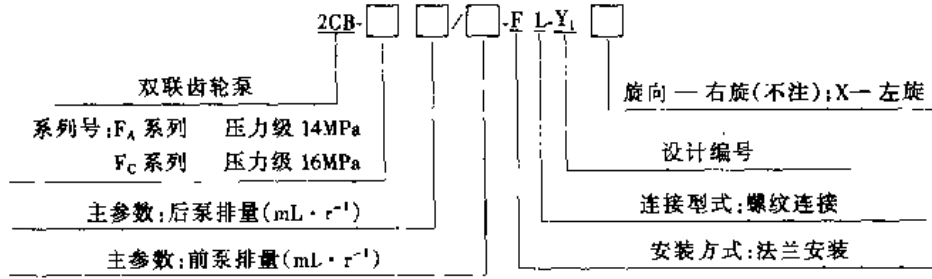 2CB-□ □/□-F L-Y₁ □
双联齿轮泵
系列号:F_A 系列 压力级 14MPa
F_C 系列 压力级 16MPa
主参数:后泵排量(mL·r⁻¹)
主参数:前泵排量(mL·r⁻¹)
旋向 — 右旋(不注);X— 左旋
设计编号
连接型式:螺纹连接
安装方式:法兰安装